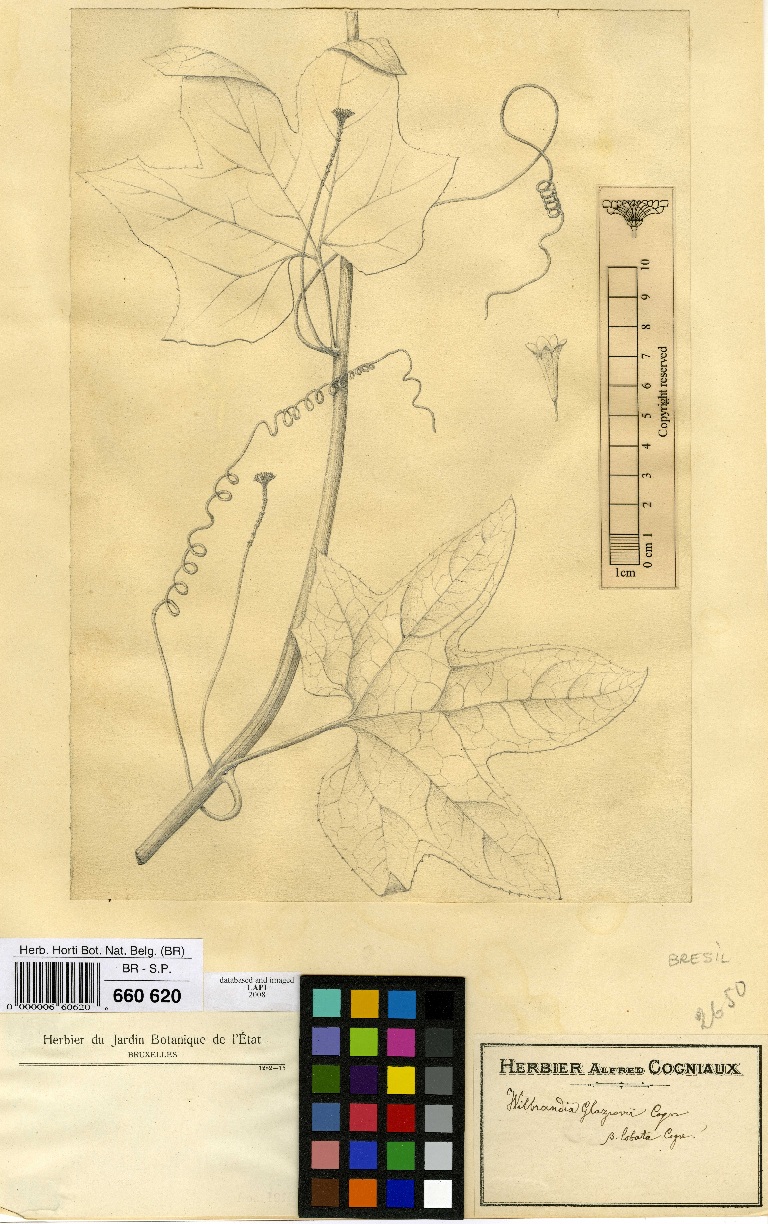 10
9
8
7
6
5
4
3
2
0 cm 1
1cm
Copyright reserved
BRESIL
2650
Herb. Horti Bot. Nat. Belg. (BR)
BR - S.P.
660 620
0 000006 60620
databased and imaged
LAPI
2008
Herbier du Jardin Botanique de l'État
BRUXELLES
HERBIER ALFRED COGNIAUX
Wilbrandia Glaziovii Cogn
β. lobata Cogn.